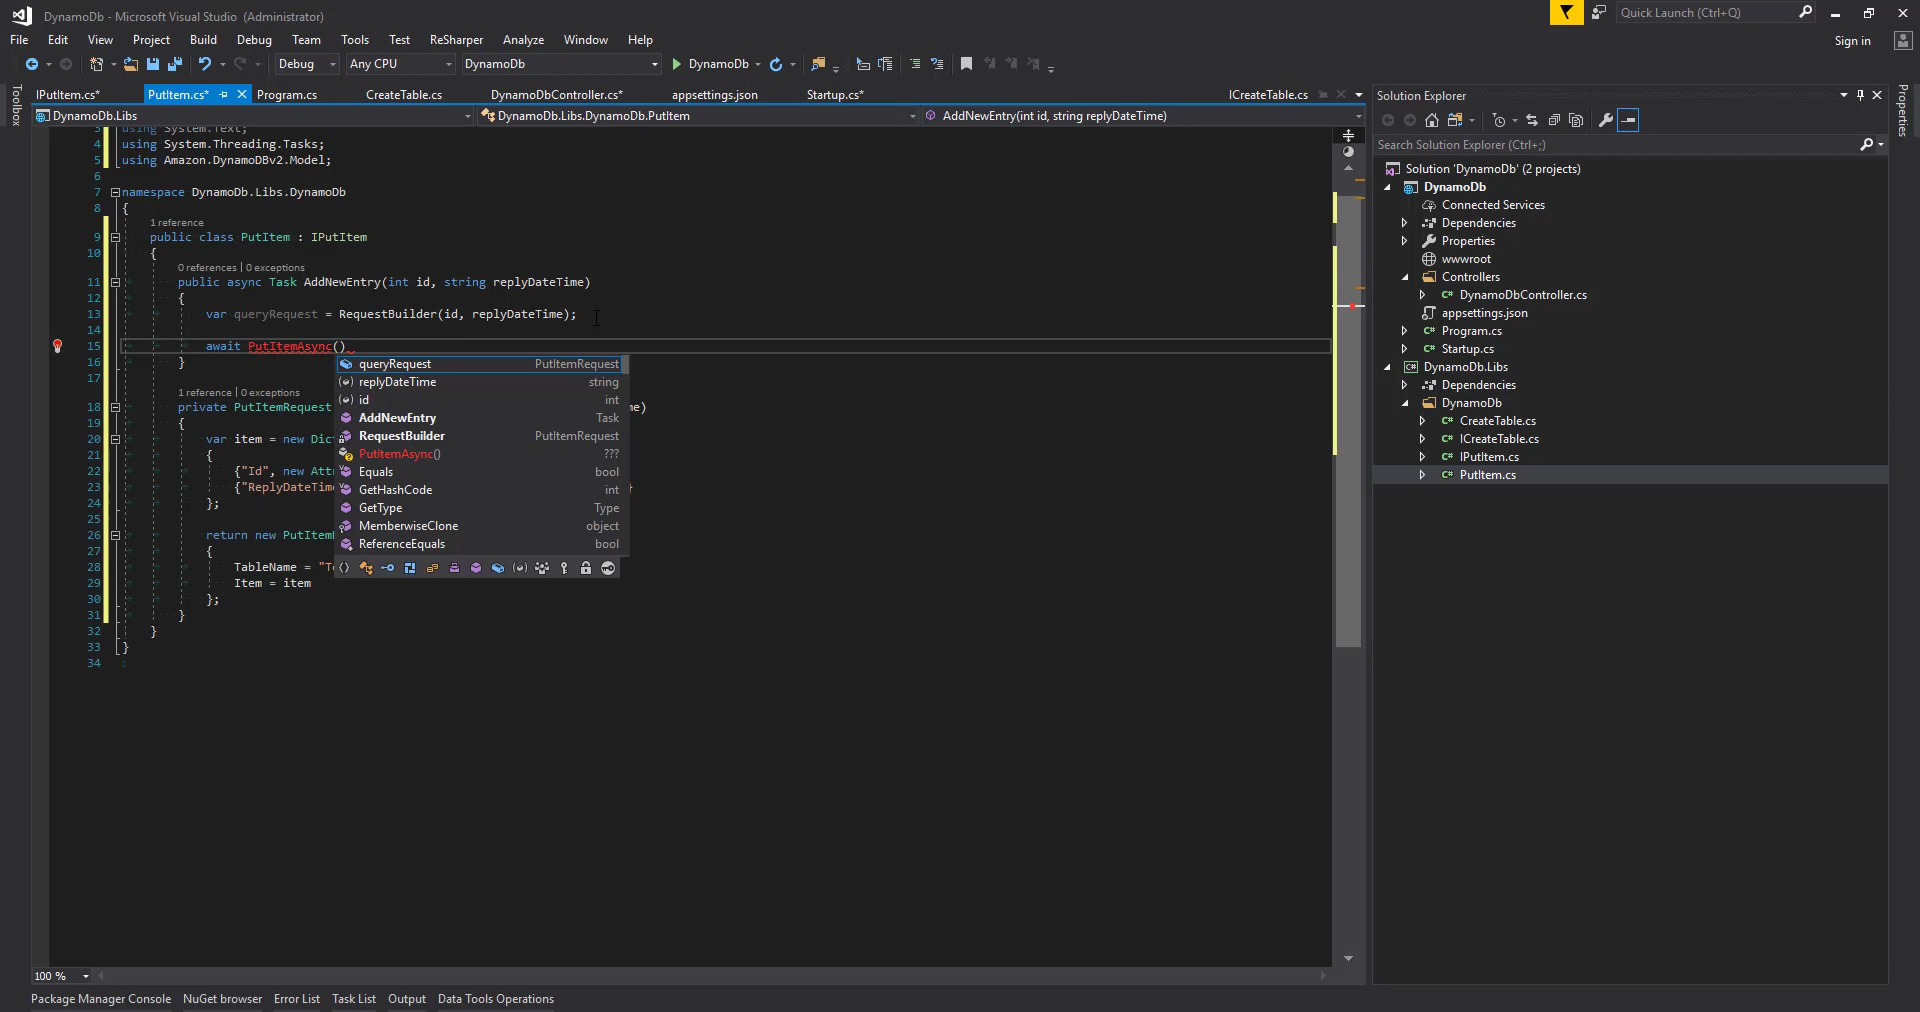 DynamoDb - Microsoft Visual Studio (Administrator)
Quick Launch (Ctrl+Q)
File Edit View Project Build Debug Team Tools Test ReSharper Analyze Window Help
Sign in
Debug Any CPU DynamoDb DynamoDb
Toolbox
IPutItem.cs* PutItem.cs* Program.cs CreateTable.cs DynamoDbController.cs* appsettings.json Startup.cs* ICreateTable.cs
DynamoDb.Libs DynamoDb.Libs.DynamoDb.PutItem AddNewEntry(int id, string replyDateTime)
3 using System.Text;
4 using System.Threading.Tasks;
5 using Amazon.DynamoDBv2.Model;
6
7 namespace DynamoDb.Libs.DynamoDb
8 {
1 reference
9 public class PutItem : IPutItem
10 {
0 references | 0 exceptions
11 public async Task AddNewEntry(int id, string replyDateTime)
12 {
13 var queryRequest = RequestBuilder(id, replyDateTime);
14
15 await PutItemAsync()
16 }
17
1 reference | 0 exceptions
18 private PutItemRequest me)
19 {
20 var item = new Dict
21 {
22 {"Id", new Attr
23 {"ReplyDateTime }
24 };
25
26 return new PutItemR
27 {
28 TableName = "Te
29 Item = item
30 };
31 }
32 }
33 }
34
queryRequest PutItemRequest
replyDateTime string
id int
AddNewEntry Task
RequestBuilder PutItemRequest
PutItemAsync() ???
Equals bool
GetHashCode int
GetType Type
MemberwiseClone object
ReferenceEquals bool
100 %
Solution Explorer
Search Solution Explorer (Ctrl+;)
Solution 'DynamoDb' (2 projects)
DynamoDb
Connected Services
Dependencies
Properties
wwwroot
Controllers
C# DynamoDbController.cs
appsettings.json
C# Program.cs
C# Startup.cs
C# DynamoDb.Libs
Dependencies
DynamoDb
C# CreateTable.cs
C# ICreateTable.cs
C# IPutItem.cs
C# PutItem.cs
Properties
Package Manager Console NuGet browser Error List Task List Output Data Tools Operations